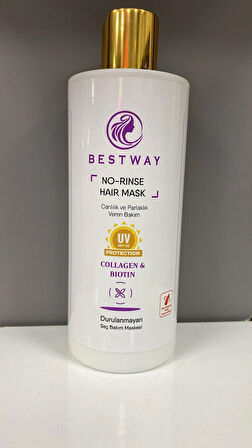 BESTWAY
NO-RINSE
HAIR MASK
Canlılık ve Parlaklık
Veren Bakım
UV
PROTECTION
COLLAGEN &
BIOTIN
Durulanmayan
Saç Bakım Maskesi